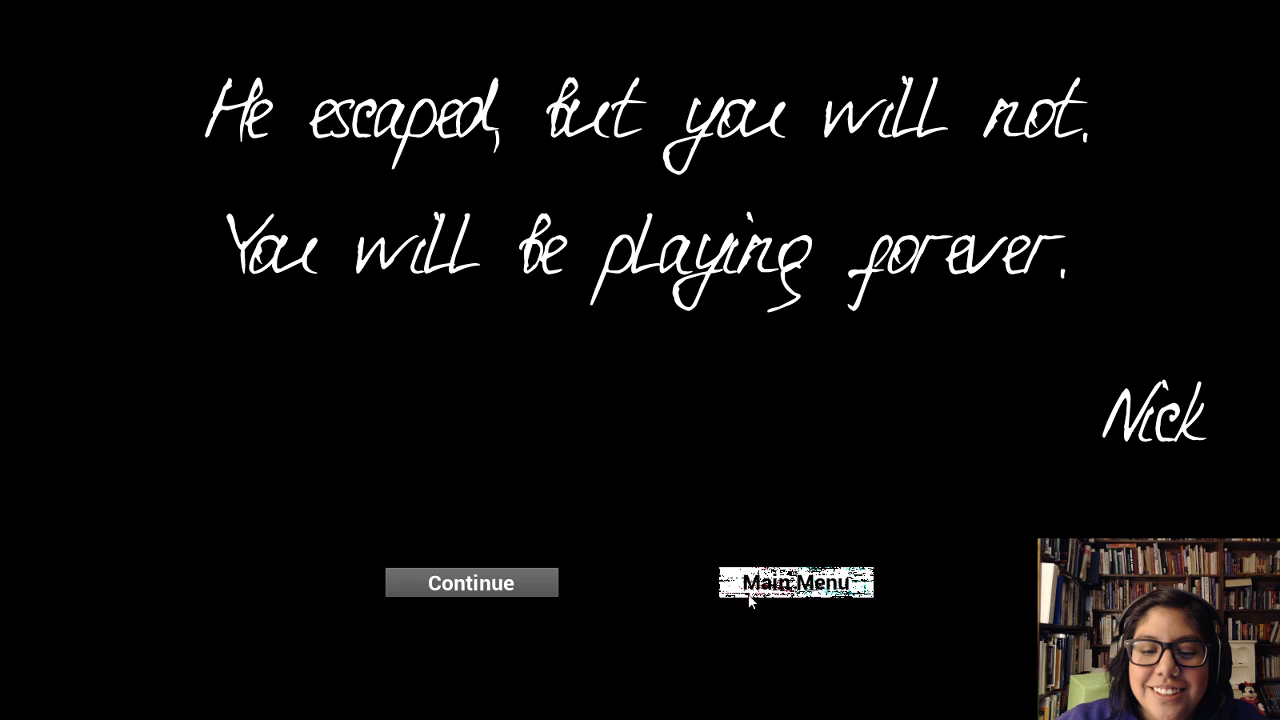 He escaped, but you will not.
You will be playing forever.
Nick
Continue
Main Menu